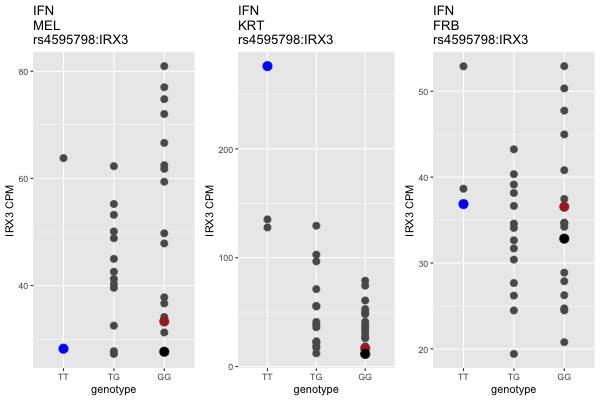 IFN
MEL
rs4595798:IRX3
80
60
40
IRX3 CPM
TT TG GG
genotype
IFN
KRT
rs4595798:IRX3
200
100
0
IRX3 CPM
TT TG GG
genotype
IFN
FRB
rs4595798:IRX3
50
40
30
20
IRX3 CPM
TT TG GG
genotype